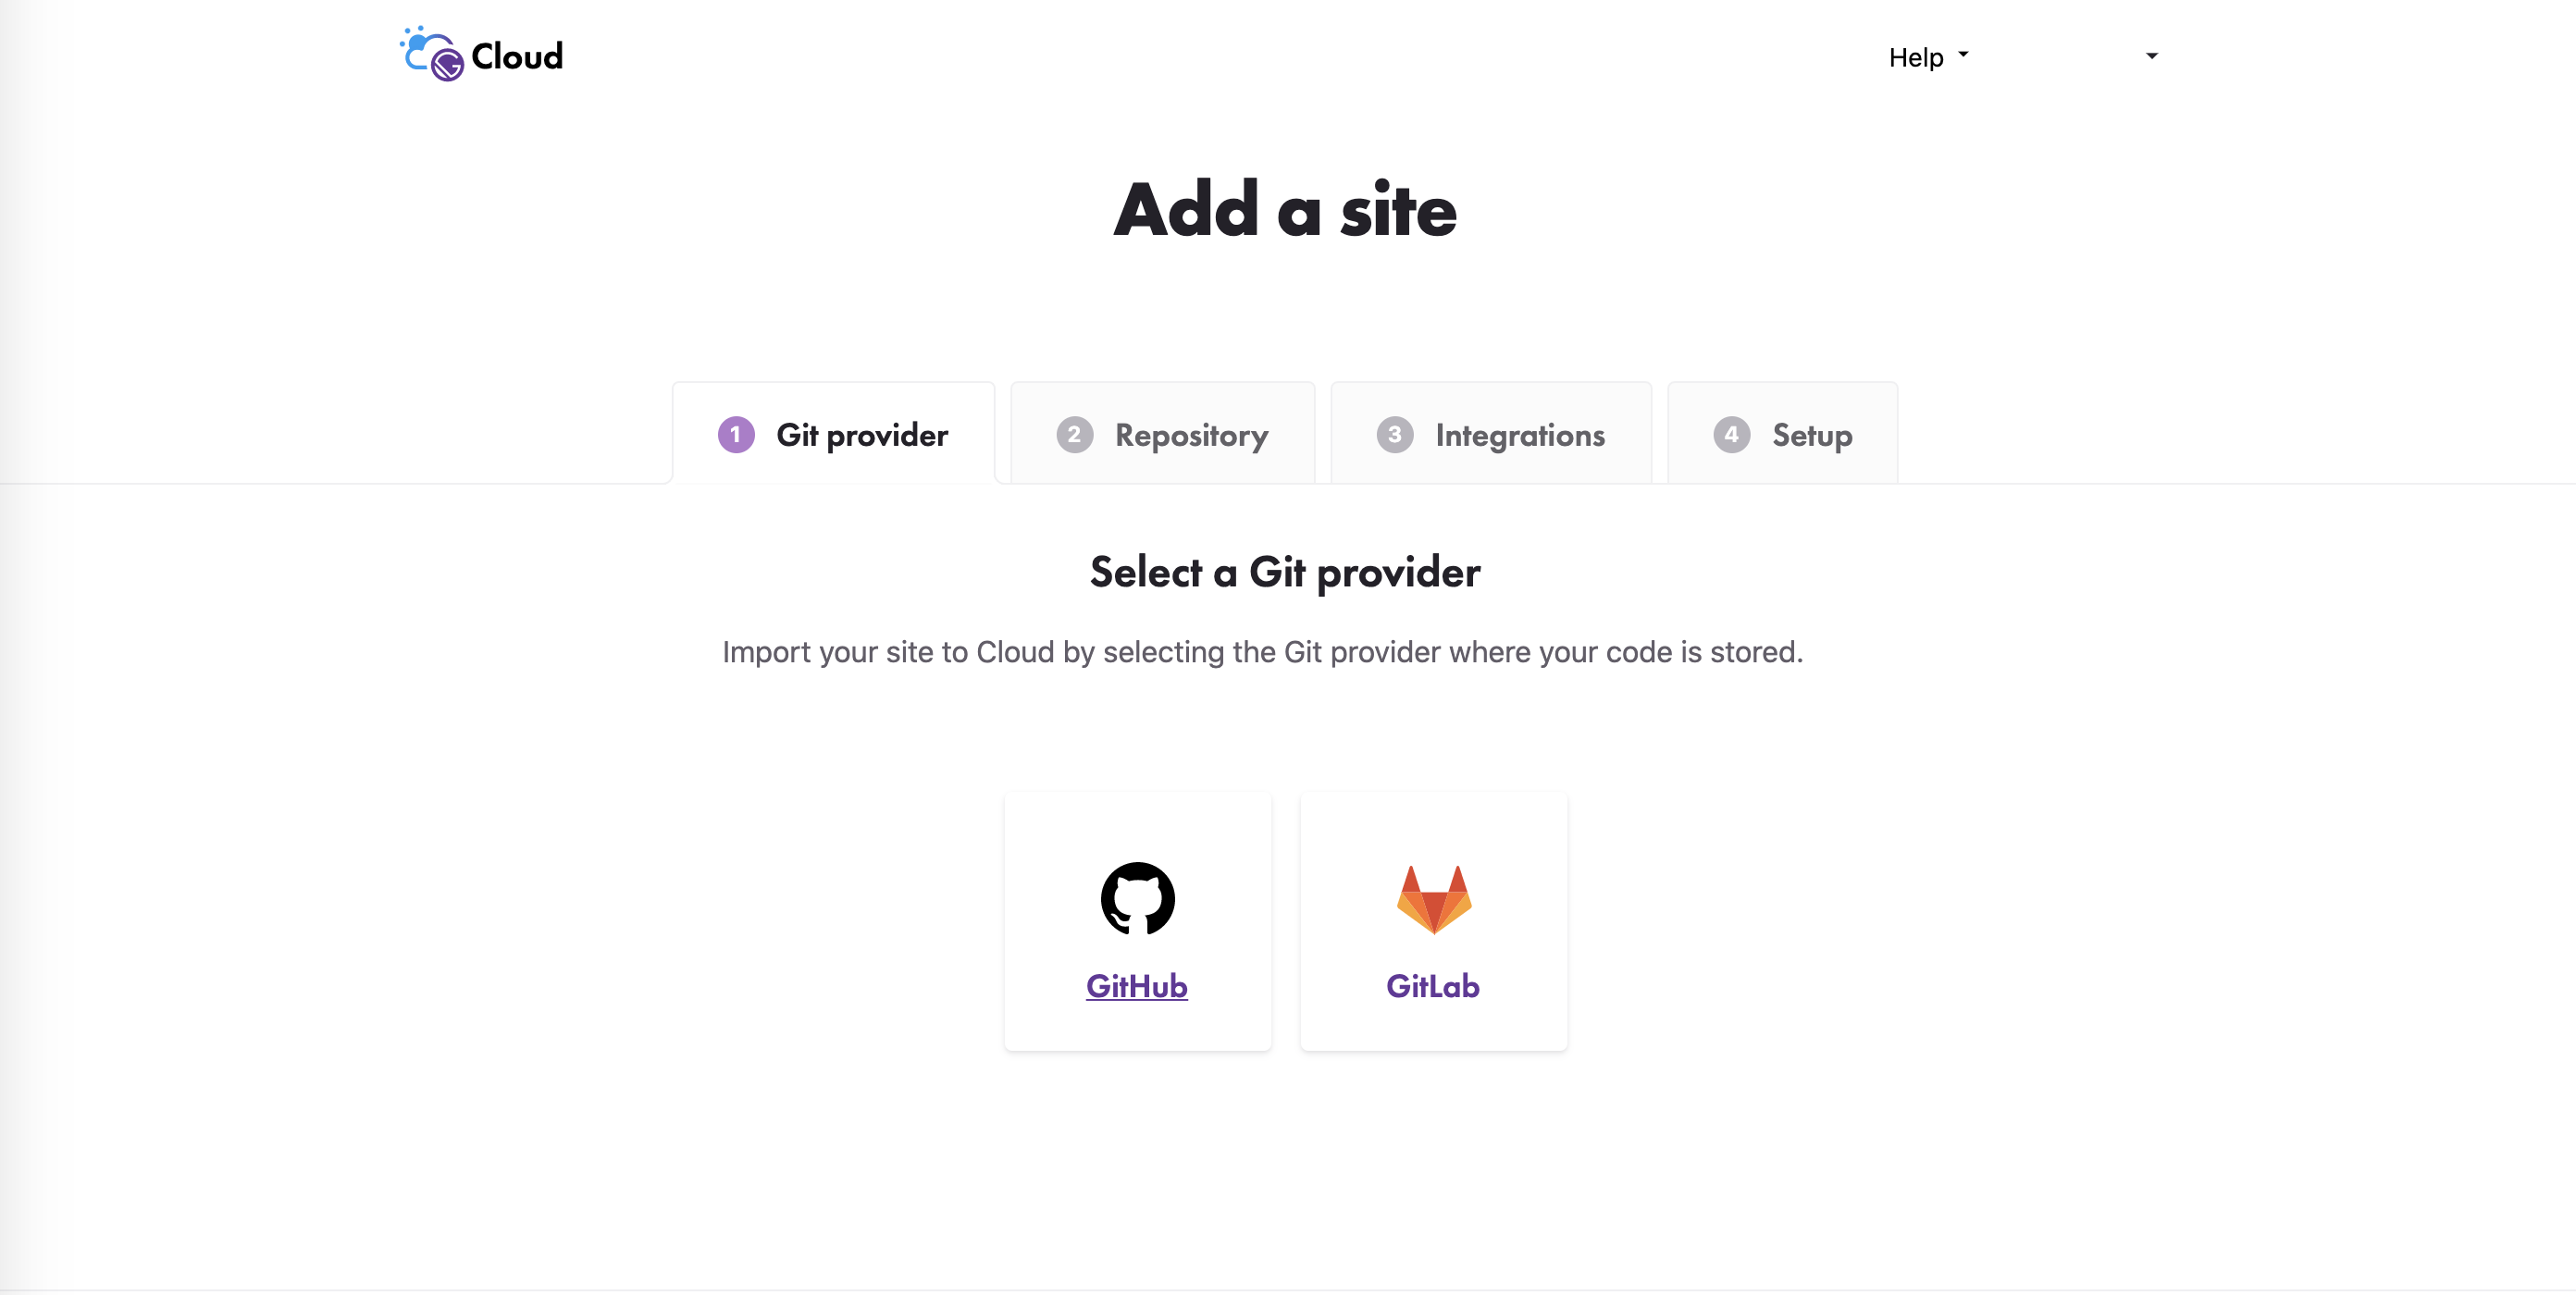 Cloud
Help
Add a site
1 Git provider
2 Repository
3 Integrations
4 Setup
Select a Git provider
Import your site to Cloud by selecting the Git provider where your code is stored.
GitHub
GitLab